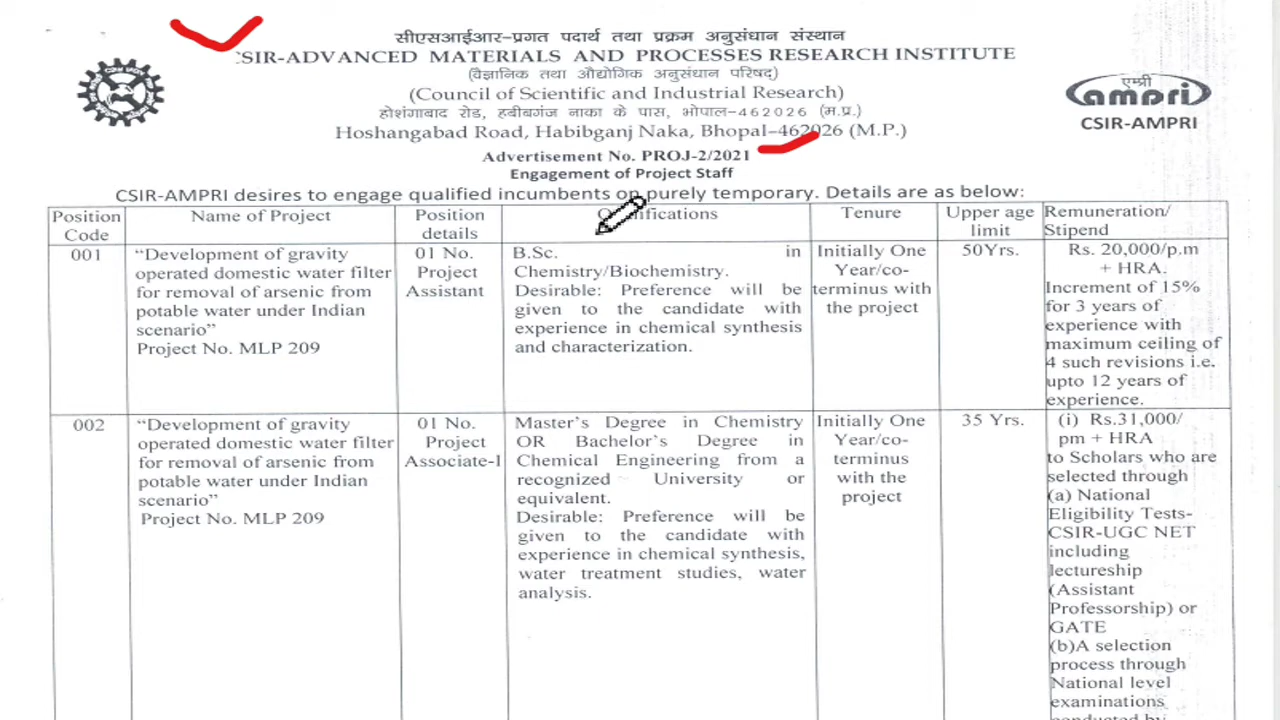 सीएसआईआर-प्रगत पदार्थ तथा प्रक्रम अनुसंधान संस्थान
CSIR-ADVANCED MATERIALS AND PROCESSES RESEARCH INSTITUTE
(वैज्ञानिक तथा औद्योगिक अनुसंधान परिषद)
(Council of Scientific and Industrial Research)
होशंगाबाद रोड, हबीबगंज नाका के पास, भोपाल-462026 (म.प्र.)
Hoshangabad Road, Habibganj Naka, Bhopal-462026 (M.P.)
एम्प्री
ampri
CSIR-AMPRI
Advertisement No. PROJ-2/2021
Engagement of Project Staff
CSIR-AMPRI desires to engage qualified incumbents on purely temporary. Details are as below:
Position Code
Name of Project
Position details
Qualifications
Tenure
Upper age limit
Remuneration/
Stipend
001
"Development of gravity
operated domestic water filter
for removal of arsenic from
potable water under Indian
scenario"
Project No. MLP 209
01 No.
Project
Assistant
B.Sc. in
Chemistry/Biochemistry.
Desirable: Preference will be
given to the candidate with
experience in chemical synthesis
and characterization.
Initially One
Year/co-
terminus with
the project
50Yrs.
Rs. 20,000/p.m
+ HRA.
Increment of 15%
for 3 years of
experience with
maximum ceiling of
4 such revisions i.e.
upto 12 years of
experience.
002
"Development of gravity
operated domestic water filter
for removal of arsenic from
potable water under Indian
scenario"
Project No. MLP 209
01 No.
Project
Associate-I
Master's Degree in Chemistry
OR Bachelor's Degree in
Chemical Engineering from a
recognized University or
equivalent.
Desirable: Preference will be
given to the candidate with
experience in chemical synthesis,
water treatment studies, water
analysis.
Initially One
Year/co-
terminus
with the
project
35 Yrs.
(i) Rs.31,000/
pm + HRA
to Scholars who are
selected through
(a) National
Eligibility Tests-
CSIR-UGC NET
including
lectureship
(Assistant
Professorship) or
GATE
(b)A selection
process through
National level
examinations
conducted by